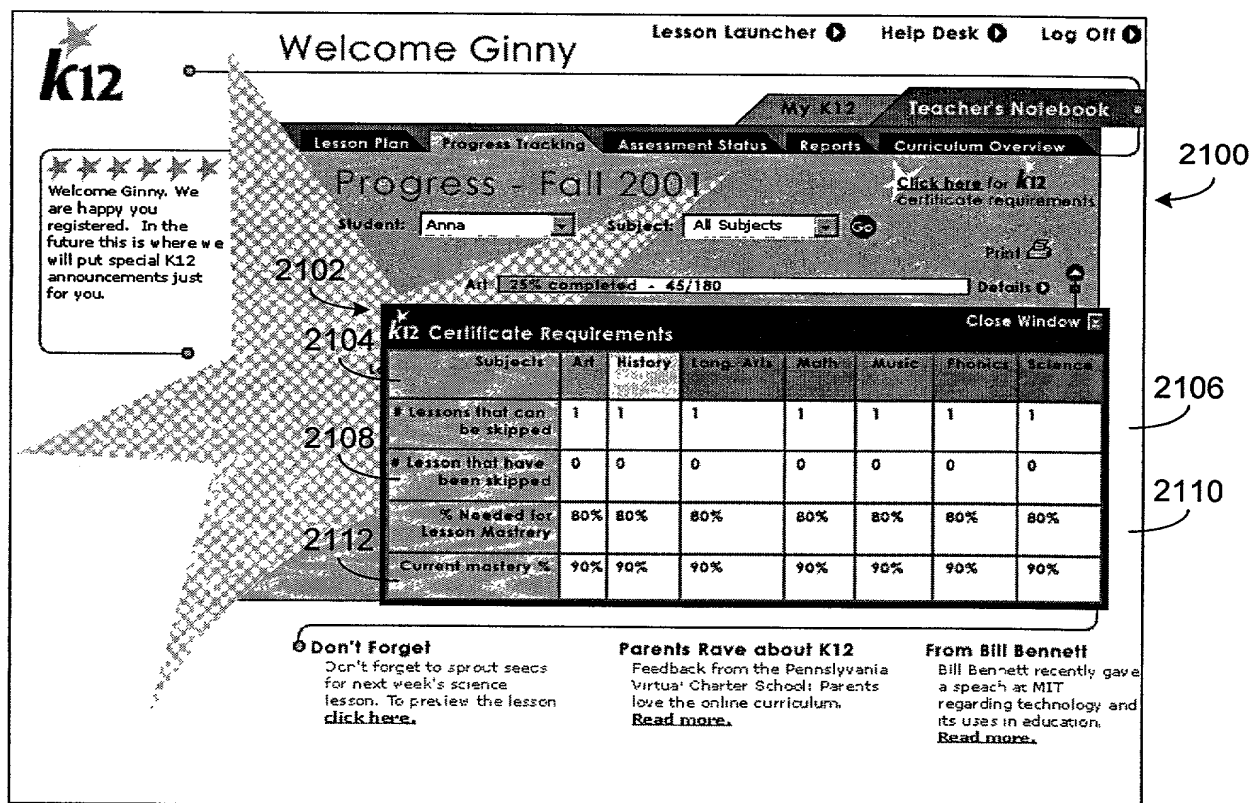 k12
Welcome Ginny
Lesson Launcher
Help Desk
Log Off
My K12
Teacher's Notebook
Lesson Plan
Progress Tracking
Assessment Status
Reports
Curriculum Overview
2100
Welcome Ginny. We
are happy you
registered. In the
future this is where we
will put special K12
announcements just
for you.
Progress - Fall 2001
Click here for k12
certificate requirements
Student: Anna
Subject: All Subjects
Go
Print
2102
Art 25% completed - 45/180
Details
k12 Certificate Requirements
Close Window
2104
Subjects Art History Lang. Arts Math Music Phonics Science
2106
# Lessons that can
be skipped
1 1 1 1 1 1 1
2108
# Lesson that have
been skipped
0 0 0 0 0 0 0
2110
% Needed for
Lesson Mastrery
80% 80% 80% 80% 80% 80% 80%
2112
Current mastery %
90% 90% 90% 90% 90% 90% 90%
Don't Forget
Don't forget to sprout seeds
for next week's science
lesson. To preview the lesson
click here.
Parents Rave about K12
Feedback from the Pennslyvania
Virtual Charter School: Parents
love the online curriculum.
Read more.
From Bill Bennett
Bill Bennett recently gave
a speach at MIT
regarding technology and
its uses in education.
Read more.